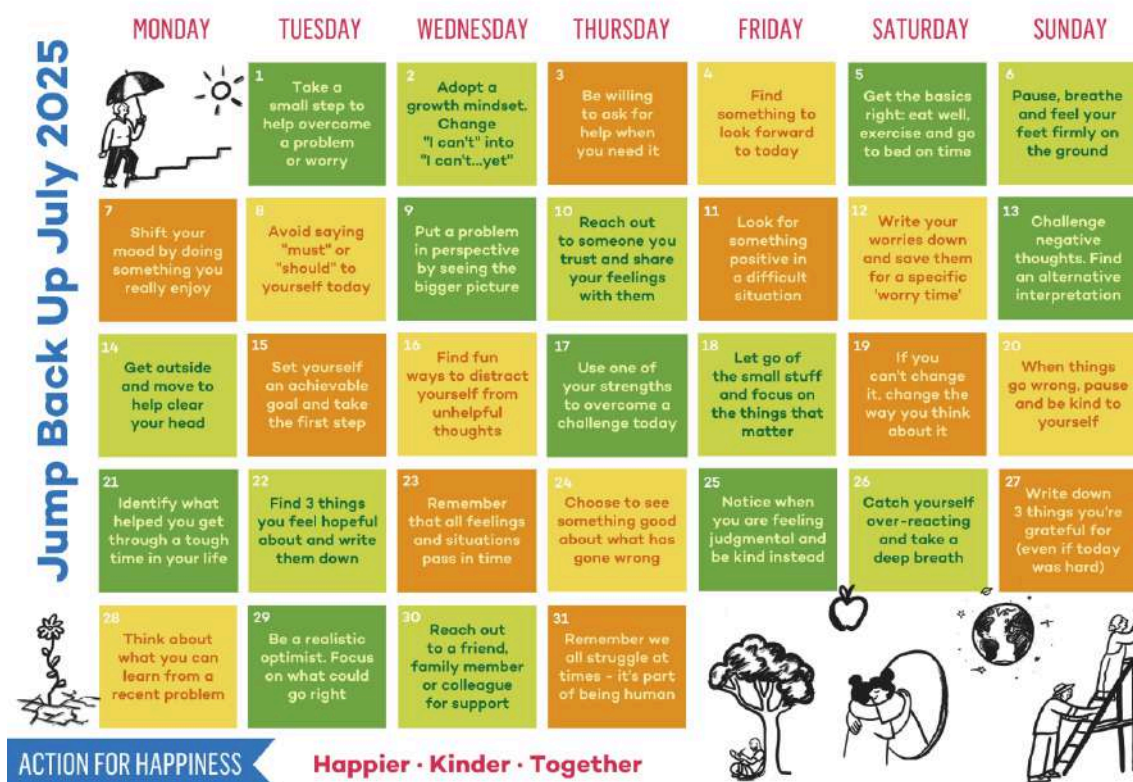 Jump Back Up July 2025
MONDAY
TUESDAY
WEDNESDAY
THURSDAY
FRIDAY
SATURDAY
SUNDAY
1
Take a
small step to
help overcome
a problem
or worry
2
Adopt a
growth mindset.
Change
"I can't" into
"I can't...yet"
3
Be willing
to ask for
help when
you need it
4
Find
something to
look forward
to today
5
Get the basics
right: eat well,
exercise and go
to bed on time
6
Pause, breathe
and feel your
feet firmly on
the ground
7
Shift your
mood by doing
something you
really enjoy
8
Avoid saying
"must" or
"should" to
yourself today
9
Put a problem
in perspective
by seeing the
bigger picture
10
Reach out
to someone you
trust and share
your feelings
with them
11
Look for
something
positive in
a difficult
situation
12
Write your
worries down
and save them
for a specific
'worry time'
13
Challenge
negative
thoughts. Find
an alternative
interpretation
14
Get outside
and move to
help clear
your head
15
Set yourself
an achievable
goal and take
the first step
16
Find fun
ways to distract
yourself from
unhelpful
thoughts
17
Use one of
your strengths
to overcome a
challenge today
18
Let go of
the small stuff
and focus on
the things that
matter
19
If you
can't change
it, change the
way you think
about it
20
When things
go wrong, pause
and be kind to
yourself
21
Identify what
helped you get
through a tough
time in your life
22
Find 3 things
you feel hopeful
about and write
them down
23
Remember
that all feelings
and situations
pass in time
24
Choose to see
something good
about what has
gone wrong
25
Notice when
you are feeling
judgmental and
be kind instead
26
Catch yourself
over-reacting
and take a
deep breath
27
Write down
3 things you're
grateful for
(even if today
was hard)
28
Think about
what you can
learn from a
recent problem
29
Be a realistic
optimist. Focus
on what could
go right
30
Reach out
to a friend,
family member
or colleague
for support
31
Remember we
all struggle at
times - it's part
of being human
ACTION FOR HAPPINESS
Happier · Kinder · Together